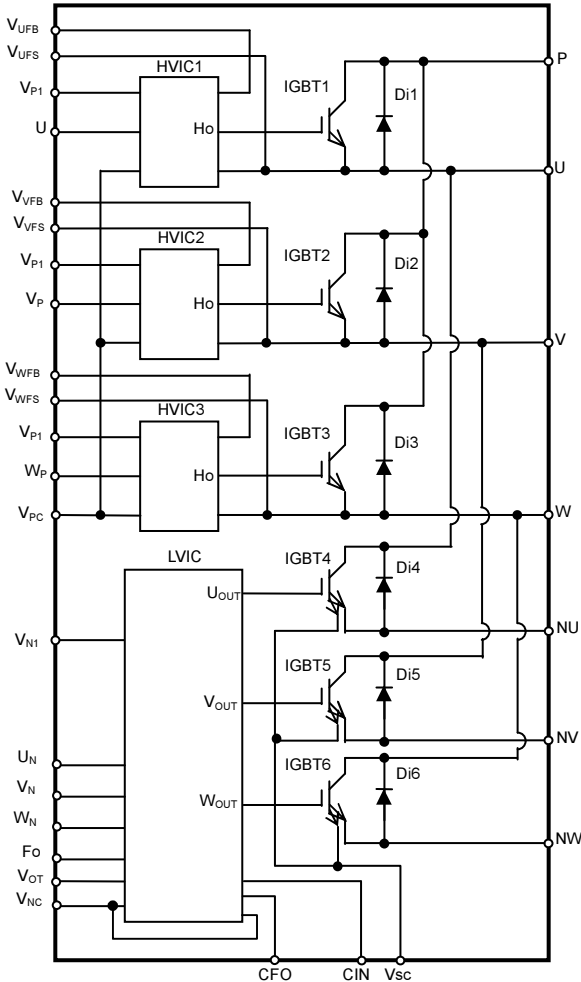 VUFB
VUFS
HVIC1
P
VP1
IGBT1
Di1
U
Ho
U
VVFB
VVFS
HVIC2
VP1
IGBT2
Di2
VP
Ho
V
VWFB
VWFS
HVIC3
VP1
IGBT3
Di3
WP
Ho
VPC
W
LVIC
IGBT4
Di4
UOUT
VN1
NU
IGBT5
Di5
VOUT
UN
NV
IGBT6
Di6
VN
WOUT
WN
NW
Fo
VOT
VNC
CFO
CIN
Vsc